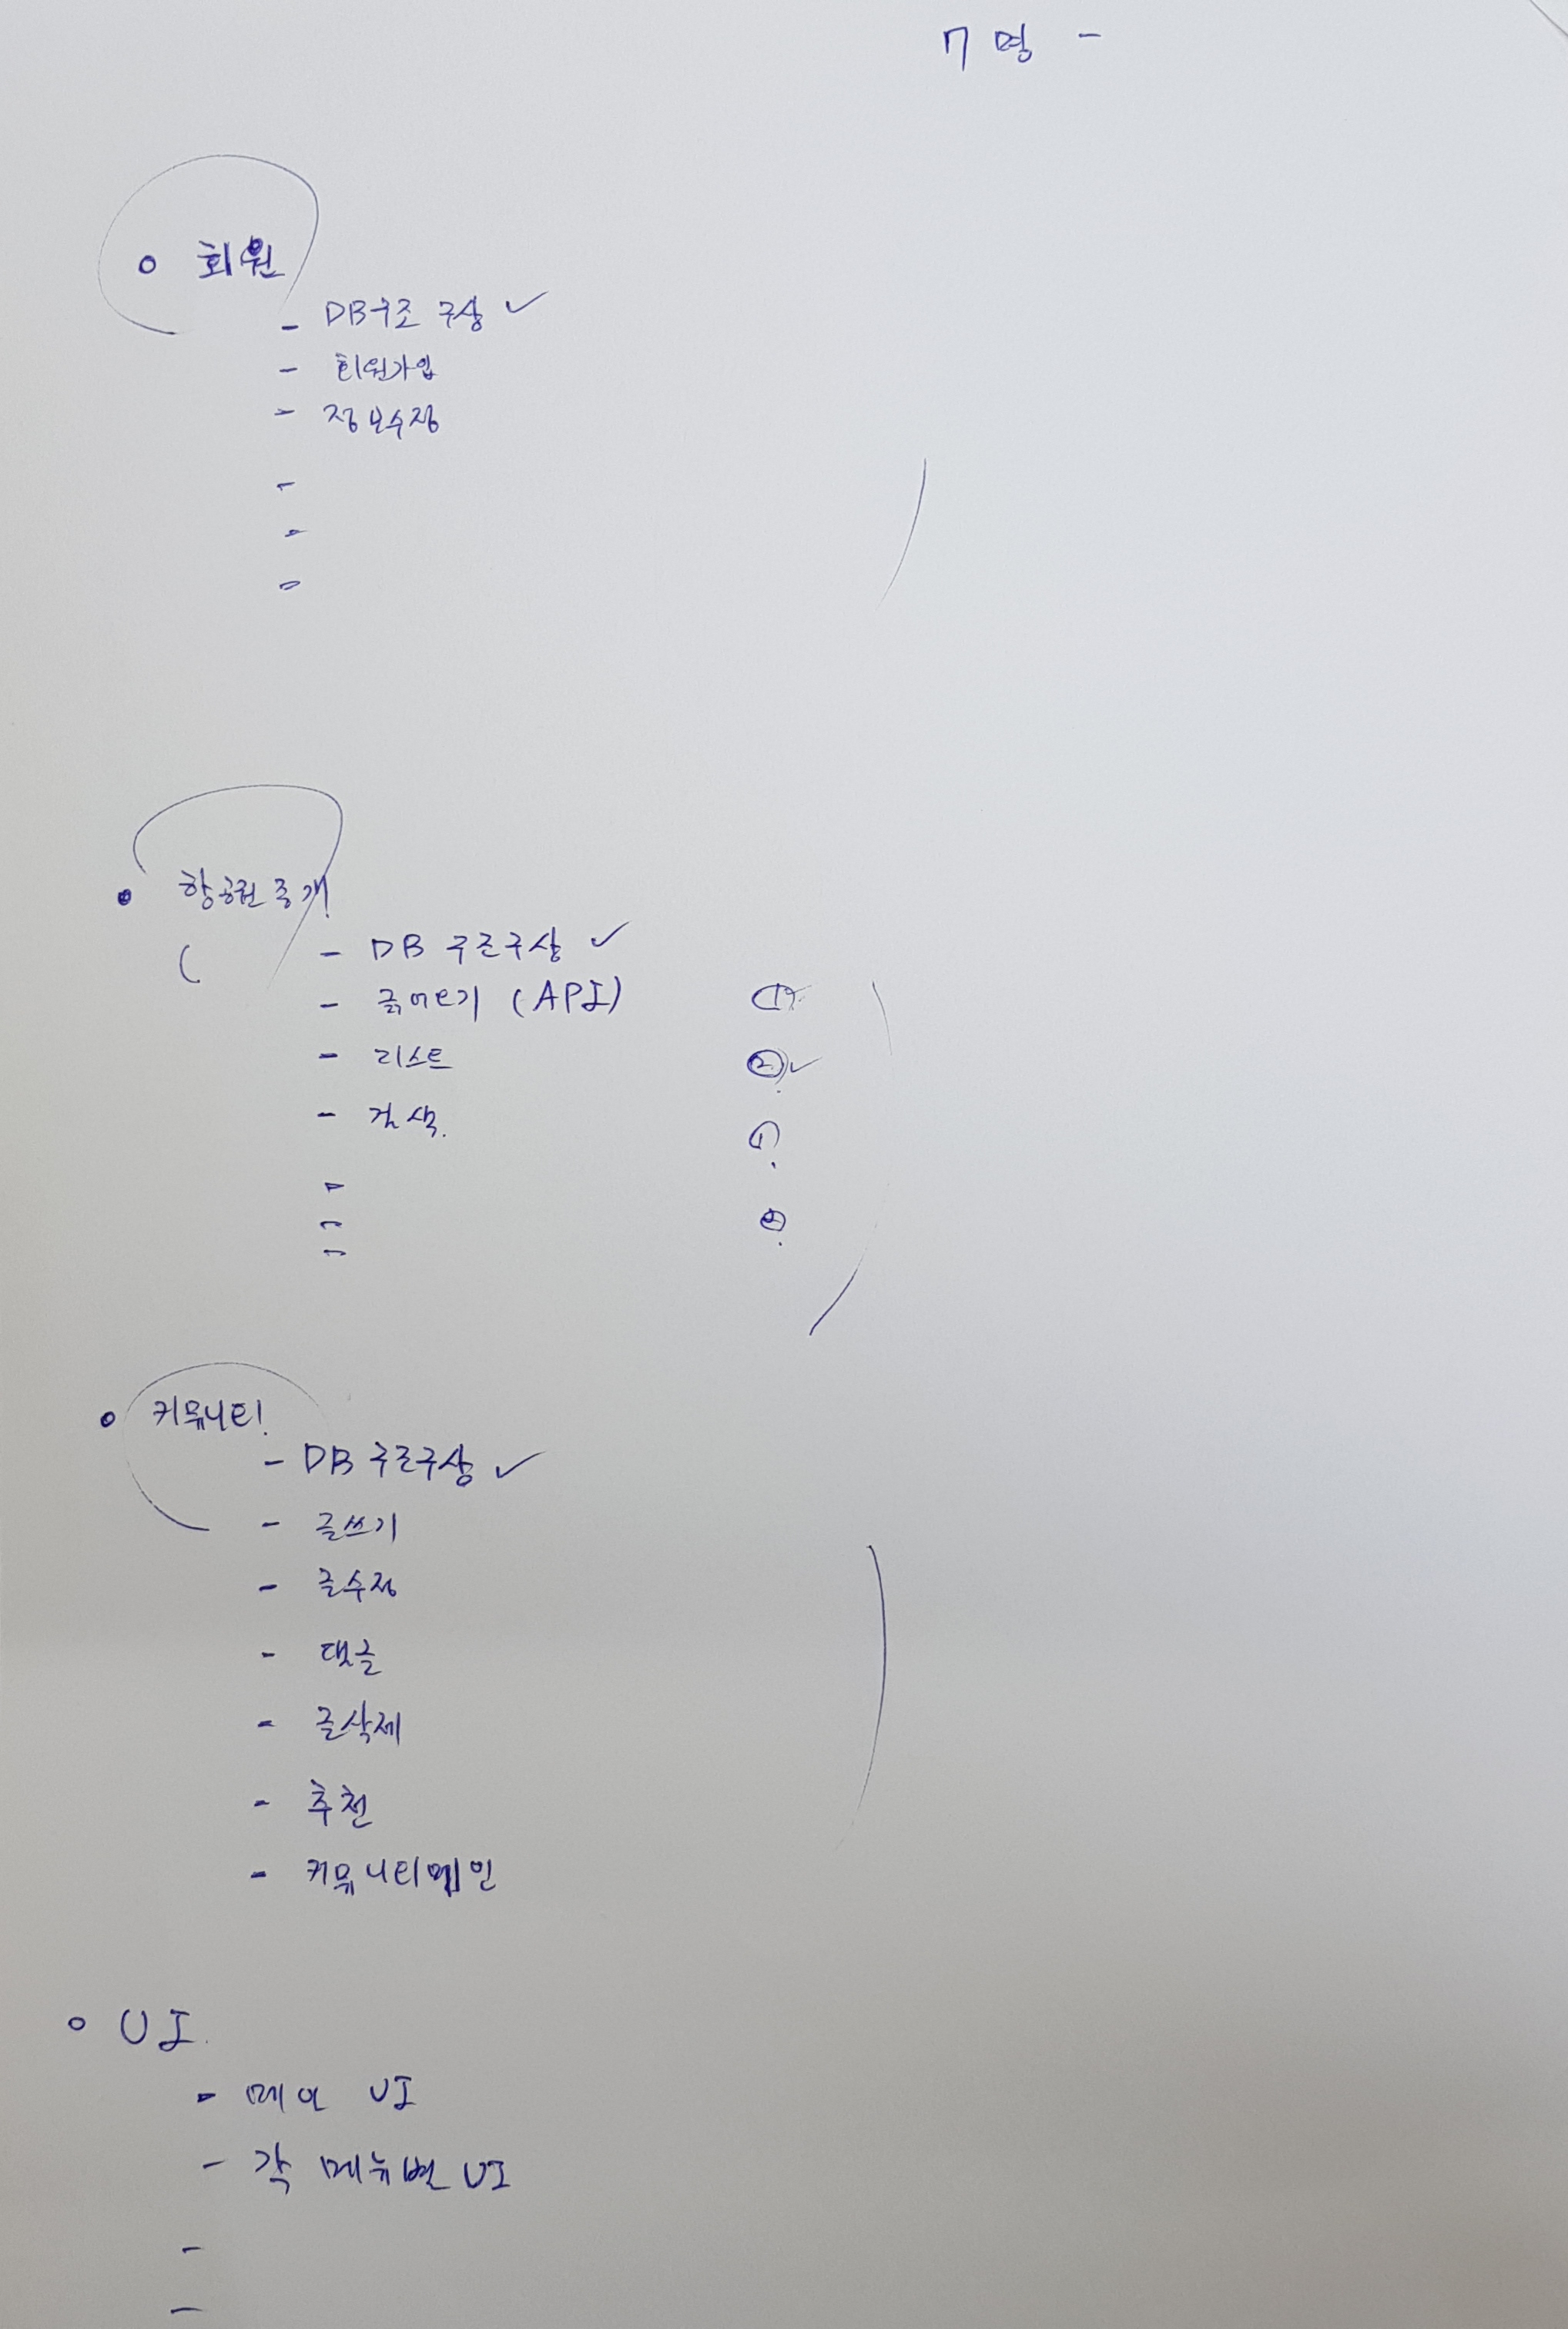 7명 -
○ 회원
- DB구조 구상 ✓
- 회원가입
- 정보수정
-
-
-
• 항공권 중개
(
- DB 구조구상 ✓
- 긁어오기 (API)
- 리스트
② ✓
- 검색.
①
-
②
-
-
○ 커뮤니티
- DB 구조구상 ✓
- 글쓰기
- 글수정
- 댓글
- 글삭제
- 추천
- 커뮤니티메인
○ UI.
- 메인 UI
- 각 메뉴별 UI
-
-